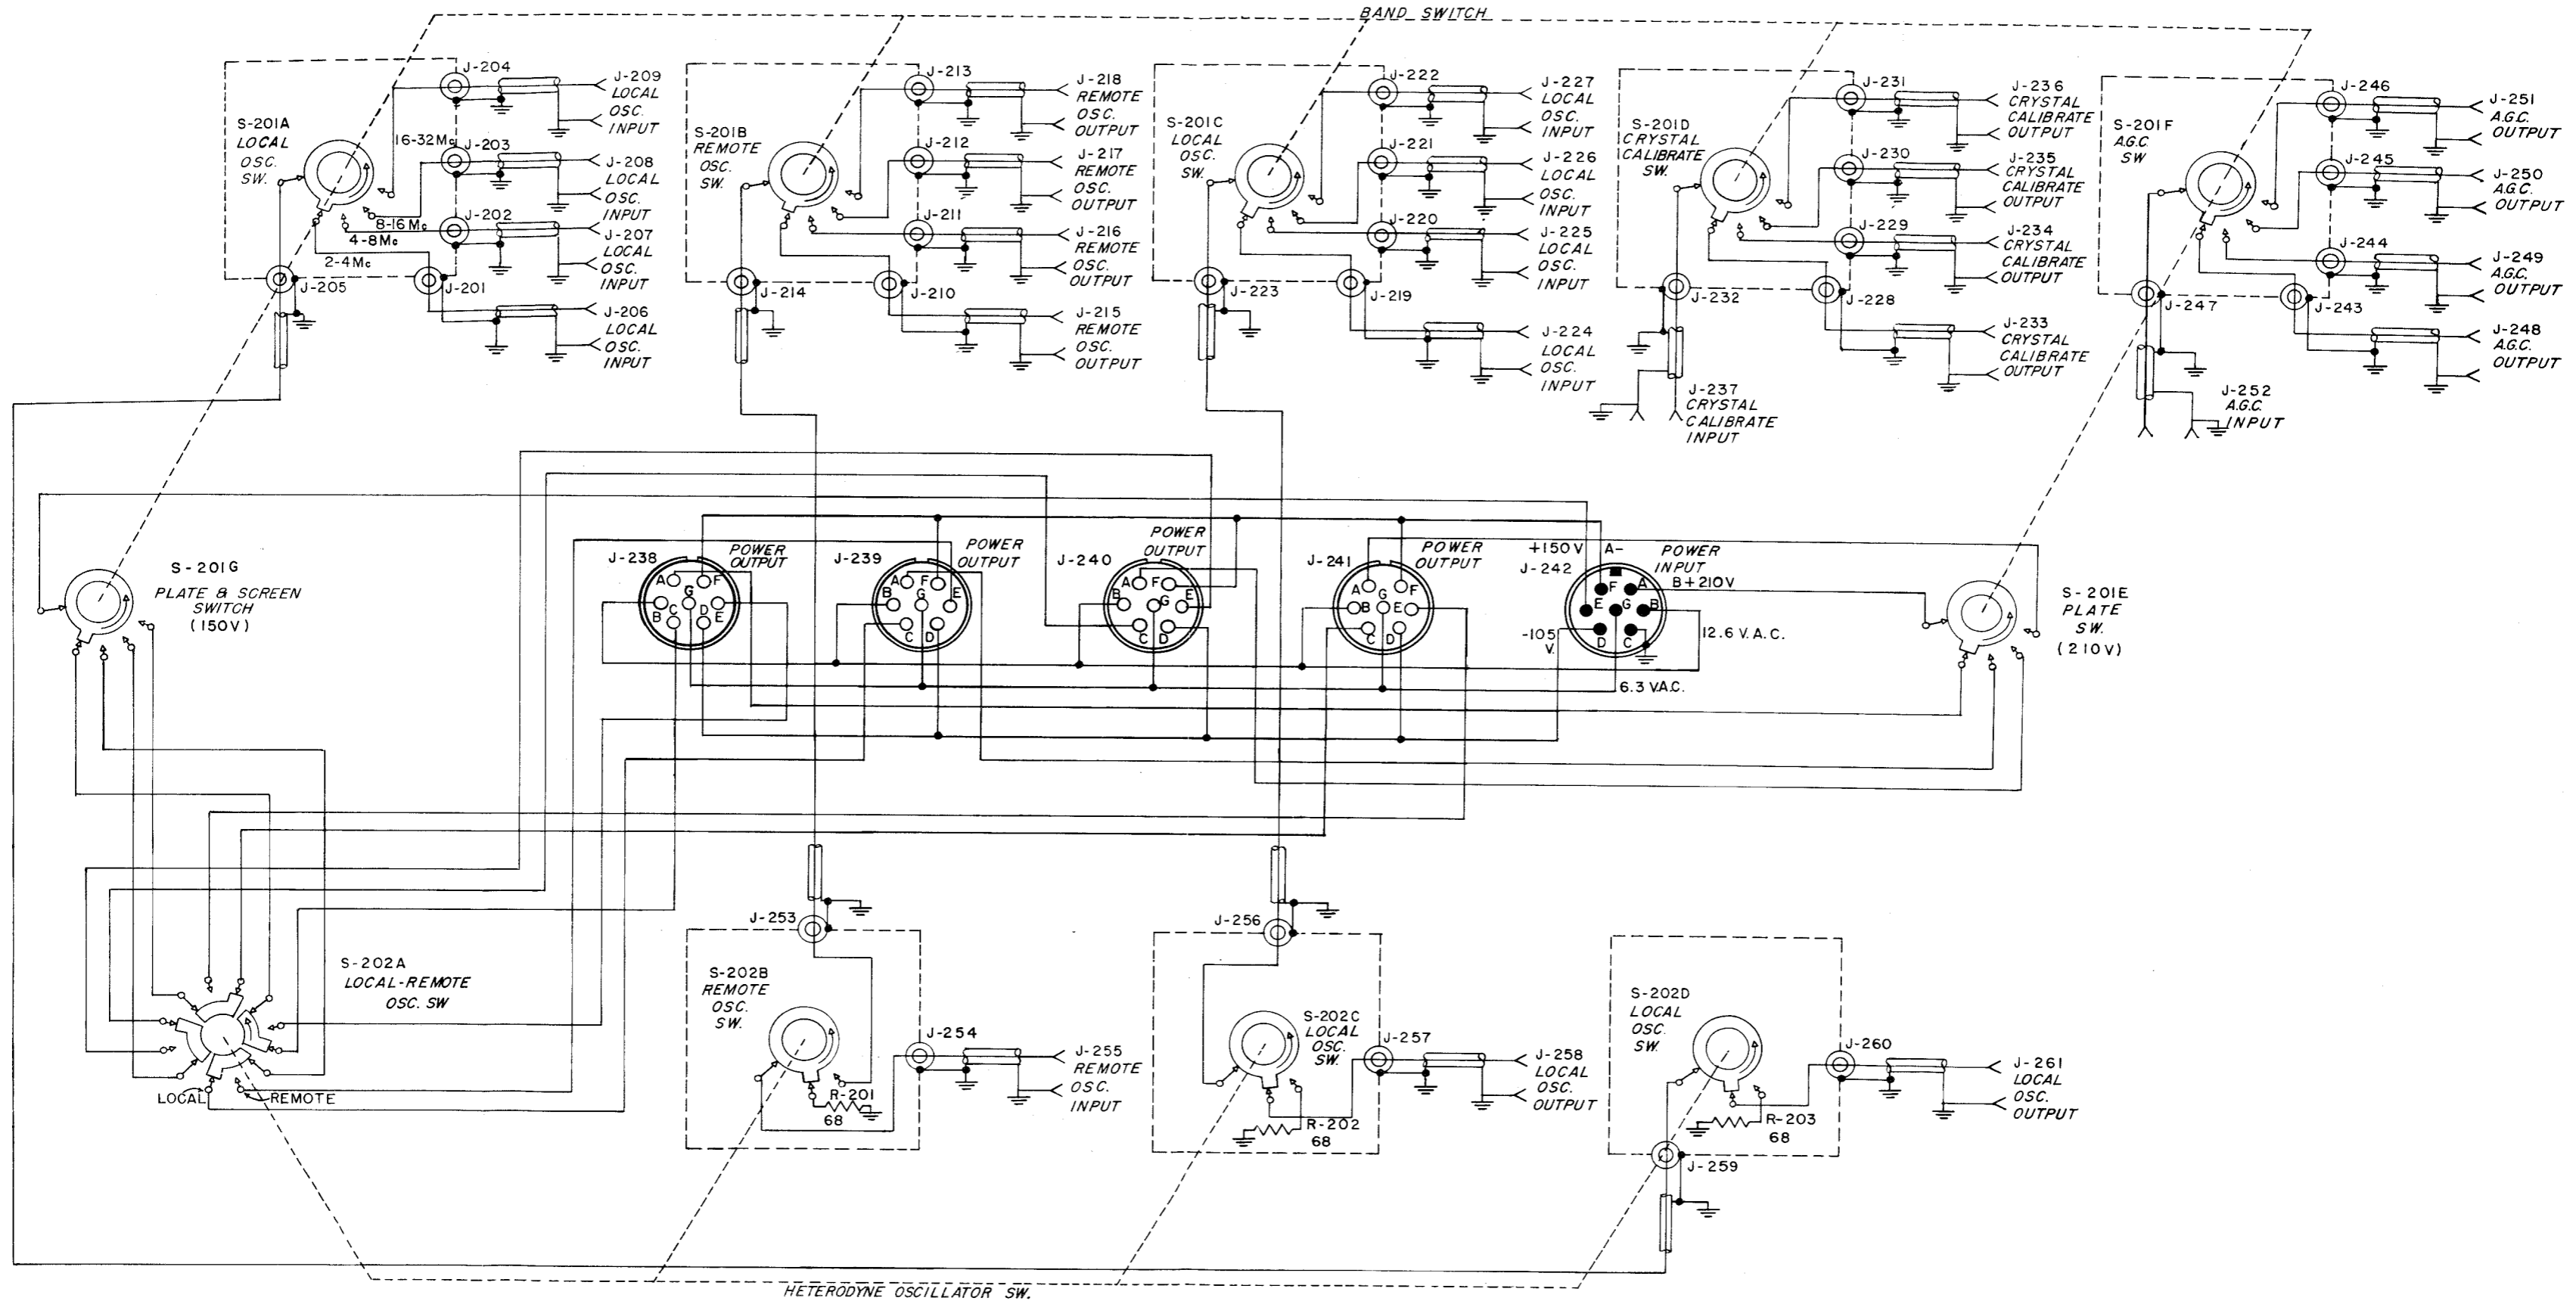 BAND SWITCH
S-201A
LOCAL
OSC.
SW.
J-204
J-203
J-202
J-205
J-201
16-32Mc
8-16Mc
4-8Mc
2-4Mc
J-209
LOCAL
OSC.
INPUT
J-208
LOCAL
OSC.
INPUT
J-207
LOCAL
OSC.
INPUT
J-206
LOCAL
OSC.
INPUT
S-201B
REMOTE
OSC.
SW.
J-213
J-212
J-211
J-214
J-210
J-218
REMOTE
OSC.
OUTPUT
J-217
REMOTE
OSC.
OUTPUT
J-216
REMOTE
OSC.
OUTPUT
J-215
REMOTE
OSC.
OUTPUT
S-201C
LOCAL
OSC.
SW.
J-222
J-221
J-220
J-223
J-219
J-227
LOCAL
OSC.
INPUT
J-226
LOCAL
OSC.
INPUT
J-225
LOCAL
OSC.
INPUT
J-224
LOCAL
OSC.
INPUT
S-201D
CRYSTAL
CALIBRATE
SW.
J-231
J-230
J-229
J-232
J-228
J-236
CRYSTAL
CALIBRATE
OUTPUT
J-235
CRYSTAL
CALIBRATE
OUTPUT
J-234
CRYSTAL
CALIBRATE
OUTPUT
J-233
CRYSTAL
CALIBRATE
OUTPUT
J-237
CRYSTAL
CALIBRATE
INPUT
S-201F
A.G.C.
SW
J-246
J-245
J-244
J-247
J-243
J-251
A.G.C.
OUTPUT
J-250
A.G.C.
OUTPUT
J-249
A.G.C.
OUTPUT
J-248
A.G.C.
OUTPUT
J-252
A.G.C.
INPUT
S-201G
PLATE & SCREEN
SWITCH
(150V)
J-238
POWER
OUTPUT
A F
G
B C D E
J-239
POWER
OUTPUT
A F
B G E
C D
J-240
POWER
OUTPUT
A F
B G E
C D
J-241
POWER
OUTPUT
A G F
B E
C D
+150V A-
J-242
POWER
INPUT
B+210V
F A
E G B
D C
-105
V.
12.6 V.A.C.
6.3 V.A.C.
S-201E
PLATE
SW.
(210V)
S-202A
LOCAL-REMOTE
OSC. SW
LOCAL
REMOTE
J-253
S-202B
REMOTE
OSC.
SW.
R-201
68
J-254
J-255
REMOTE
OSC.
INPUT
J-256
S-202C
LOCAL
OSC.
SW.
R-202
68
J-257
J-258
LOCAL
OSC.
OUTPUT
S-202D
LOCAL
OSC.
SW.
R-203
68
J-260
J-259
J-261
LOCAL
OSC.
OUTPUT
HETERODYNE OSCILLATOR SW.